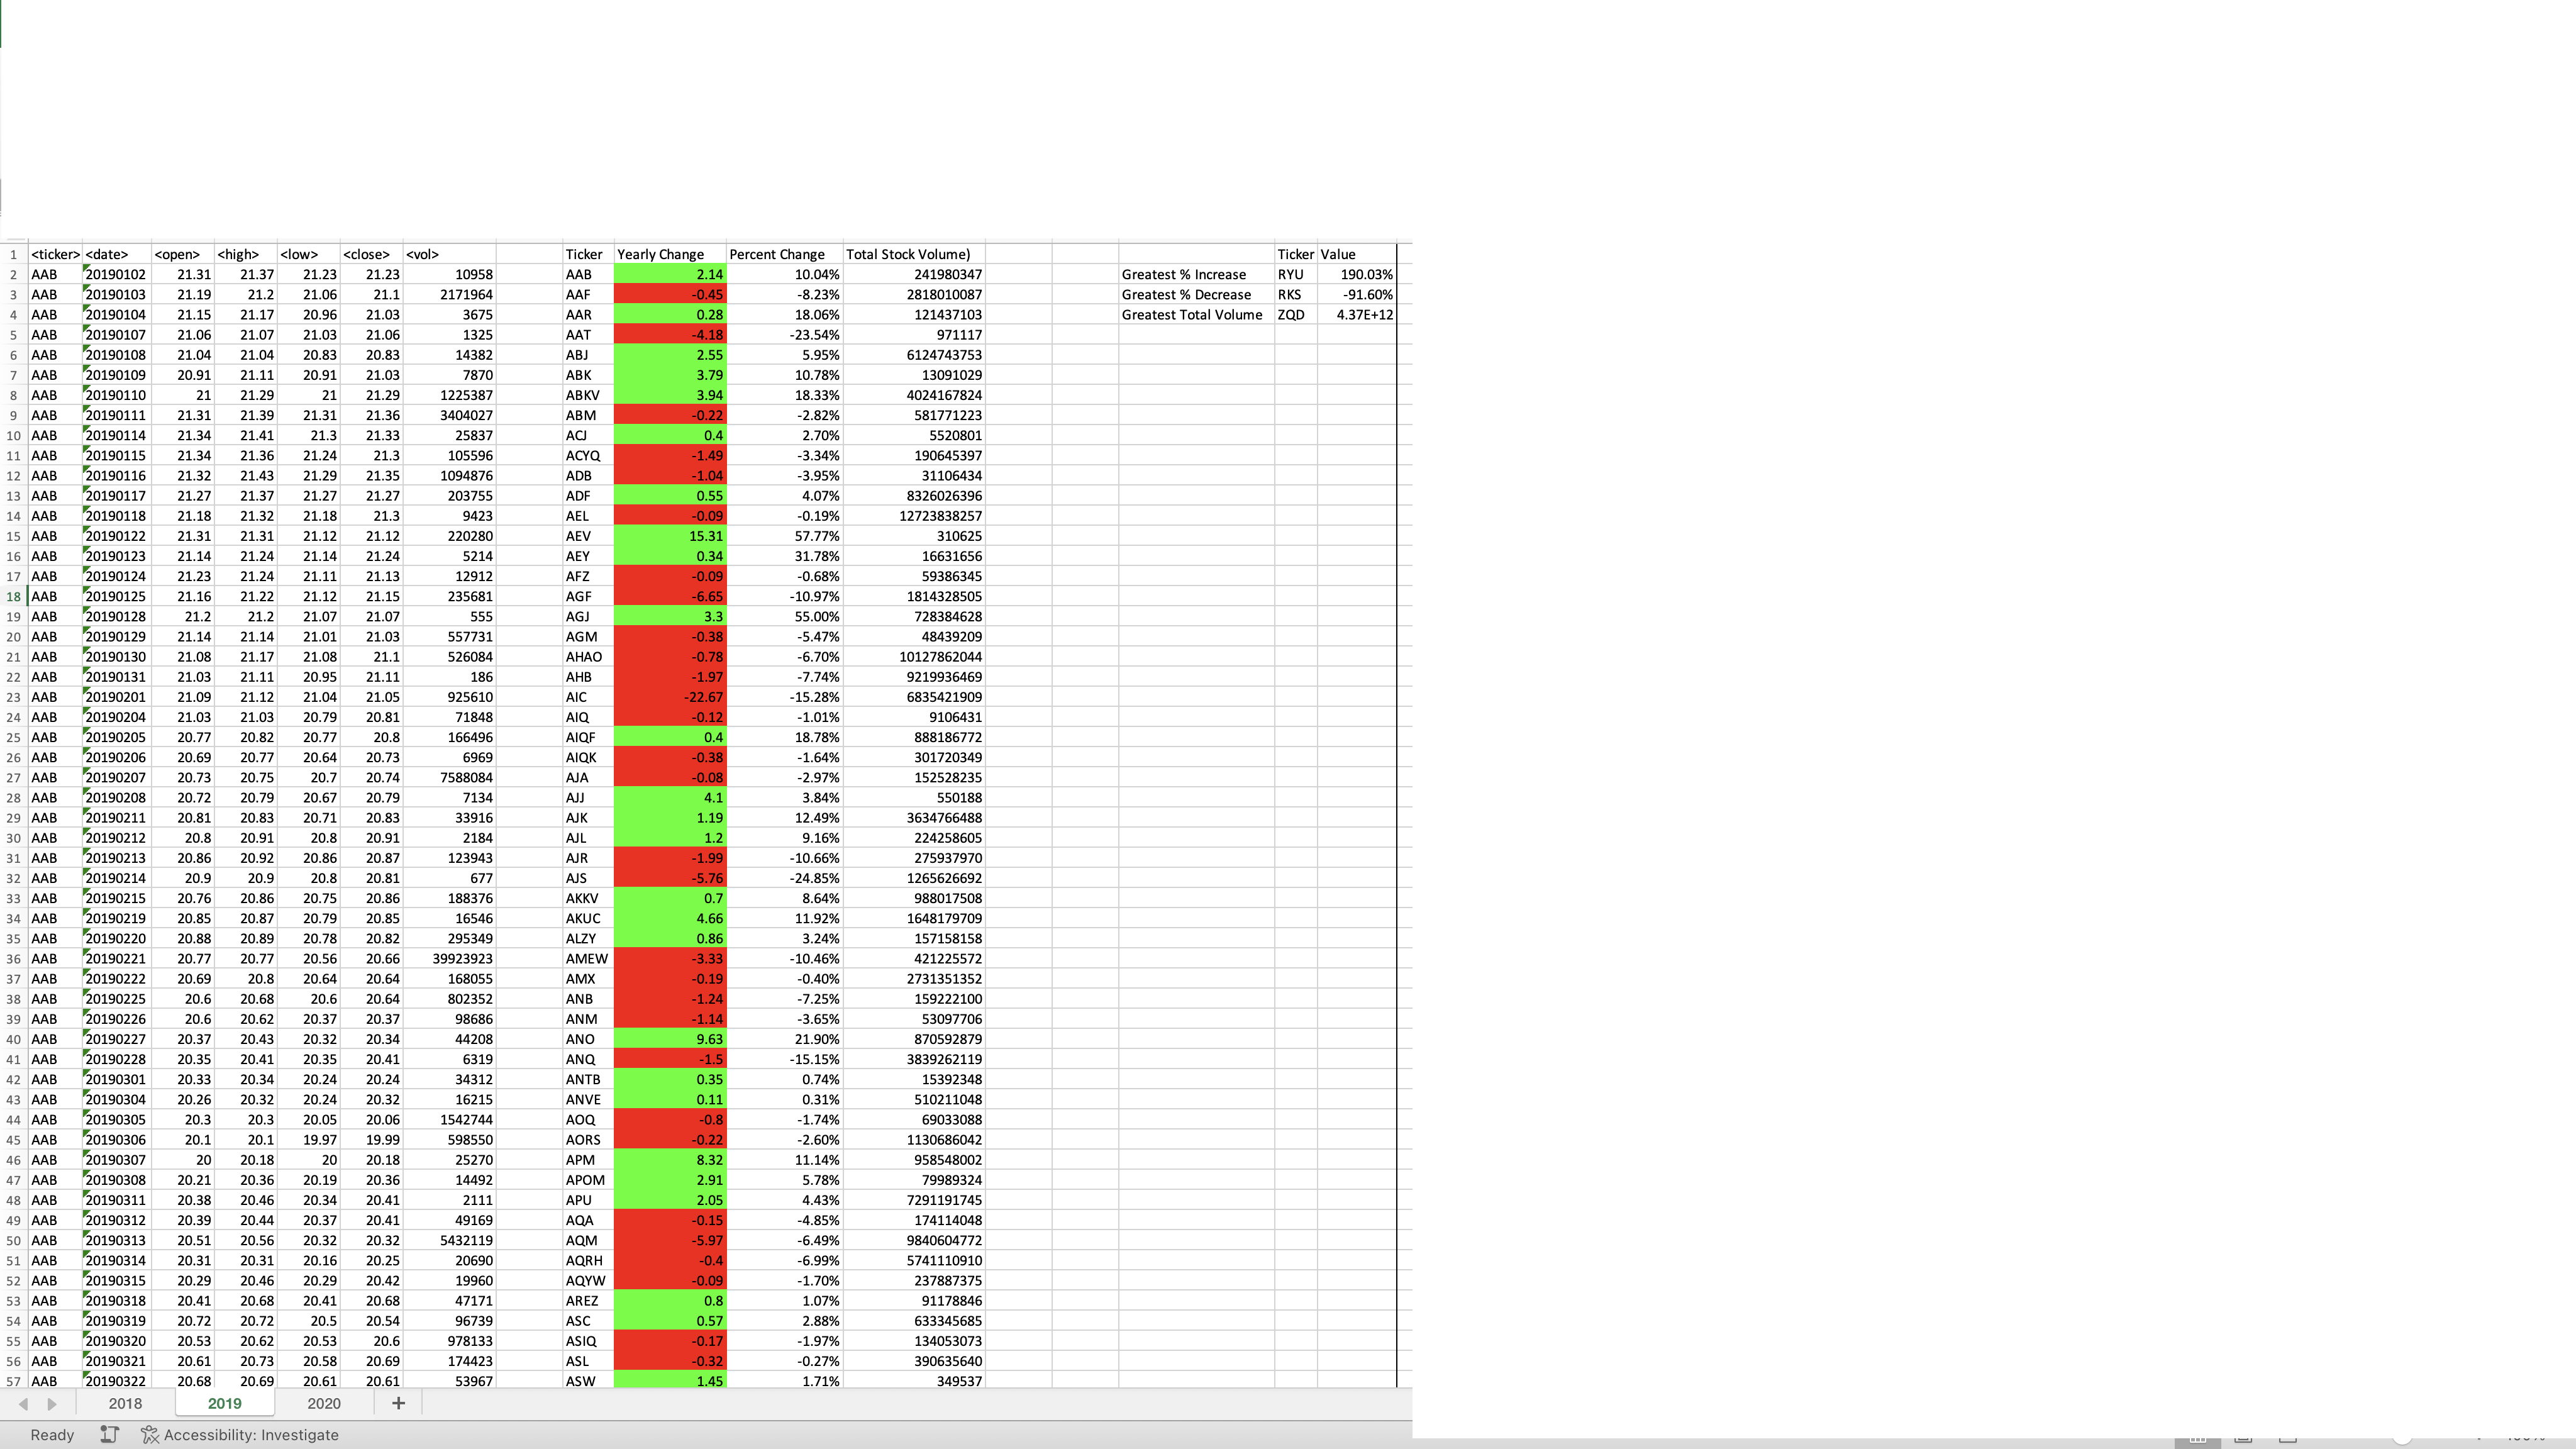 1 <ticker> <date> <open> <high> <low> <close> <vol> Ticker Yearly Change Percent Change Total Stock Volume) Ticker Value
2 AAB 20190102 21.31 21.37 21.23 21.23 10958 AAB 2.14 10.04% 241980347 Greatest % Increase RYU 190.03%
3 AAB 20190103 21.19 21.2 21.06 21.1 2171964 AAF -0.45 -8.23% 2818010087 Greatest % Decrease RKS -91.60%
4 AAB 20190104 21.15 21.17 20.96 21.03 3675 AAR 0.28 18.06% 121437103 Greatest Total Volume ZQD 4.37E+12
5 AAB 20190107 21.06 21.07 21.03 21.06 1325 AAT -4.18 -23.54% 971117
6 AAB 20190108 21.04 21.04 20.83 20.83 14382 ABJ 2.55 5.95% 6124743753
7 AAB 20190109 20.91 21.11 20.91 21.03 7870 ABK 3.79 10.78% 13091029
8 AAB 20190110 21 21.29 21 21.29 1225387 ABKV 3.94 18.33% 4024167824
9 AAB 20190111 21.31 21.39 21.31 21.36 3404027 ABM -0.22 -2.82% 581771223
10 AAB 20190114 21.34 21.41 21.3 21.33 25837 ACJ 0.4 2.70% 5520801
11 AAB 20190115 21.34 21.36 21.24 21.3 105596 ACYQ -1.49 -3.34% 190645397
12 AAB 20190116 21.32 21.43 21.29 21.35 1094876 ADB -1.04 -3.95% 31106434
13 AAB 20190117 21.27 21.37 21.27 21.27 203755 ADF 0.55 4.07% 8326026396
14 AAB 20190118 21.18 21.32 21.18 21.3 9423 AEL -0.09 -0.19% 12723838257
15 AAB 20190122 21.31 21.31 21.12 21.12 220280 AEV 15.31 57.77% 310625
16 AAB 20190123 21.14 21.24 21.14 21.24 5214 AEY 0.34 31.78% 16631656
17 AAB 20190124 21.23 21.24 21.11 21.13 12912 AFZ -0.09 -0.68% 59386345
18 AAB 20190125 21.16 21.22 21.12 21.15 235681 AGF -6.65 -10.97% 1814328505
19 AAB 20190128 21.2 21.2 21.07 21.07 555 AGJ 3.3 55.00% 728384628
20 AAB 20190129 21.14 21.14 21.01 21.03 557731 AGM -0.38 -5.47% 48439209
21 AAB 20190130 21.08 21.17 21.08 21.1 526084 AHAO -0.78 -6.70% 10127862044
22 AAB 20190131 21.03 21.11 20.95 21.11 186 AHB -1.97 -7.74% 9219936469
23 AAB 20190201 21.09 21.12 21.04 21.05 925610 AIC -22.67 -15.28% 6835421909
24 AAB 20190204 21.03 21.03 20.79 20.81 71848 AIQ -0.12 -1.01% 9106431
25 AAB 20190205 20.77 20.82 20.77 20.8 166496 AIQF 0.4 18.78% 888186772
26 AAB 20190206 20.69 20.77 20.64 20.73 6969 AIQK -0.38 -1.64% 301720349
27 AAB 20190207 20.73 20.75 20.7 20.74 7588084 AJA -0.08 -2.97% 152528235
28 AAB 20190208 20.72 20.79 20.67 20.79 7134 AJJ 4.1 3.84% 550188
29 AAB 20190211 20.81 20.83 20.71 20.83 33916 AJK 1.19 12.49% 3634766488
30 AAB 20190212 20.8 20.91 20.8 20.91 2184 AJL 1.2 9.16% 224258605
31 AAB 20190213 20.86 20.92 20.86 20.87 123943 AJR -1.99 -10.66% 275937970
32 AAB 20190214 20.9 20.9 20.8 20.81 677 AJS -5.76 -24.85% 1265626692
33 AAB 20190215 20.76 20.86 20.75 20.86 188376 AKKV 0.7 8.64% 988017508
34 AAB 20190219 20.85 20.87 20.79 20.85 16546 AKUC 4.66 11.92% 1648179709
35 AAB 20190220 20.88 20.89 20.78 20.82 295349 ALZY 0.86 3.24% 157158158
36 AAB 20190221 20.77 20.77 20.56 20.66 39923923 AMEW -3.33 -10.46% 421225572
37 AAB 20190222 20.69 20.8 20.64 20.64 168055 AMX -0.19 -0.40% 2731351352
38 AAB 20190225 20.6 20.68 20.6 20.64 802352 ANB -1.24 -7.25% 159222100
39 AAB 20190226 20.6 20.62 20.37 20.37 98686 ANM -1.14 -3.65% 53097706
40 AAB 20190227 20.37 20.43 20.32 20.34 44208 ANO 9.63 21.90% 870592879
41 AAB 20190228 20.35 20.41 20.35 20.41 6319 ANQ -1.5 -15.15% 3839262119
42 AAB 20190301 20.33 20.34 20.24 20.24 34312 ANTB 0.35 0.74% 15392348
43 AAB 20190304 20.26 20.32 20.24 20.32 16215 ANVE 0.11 0.31% 510211048
44 AAB 20190305 20.3 20.3 20.05 20.06 1542744 AOQ -0.8 -1.74% 69033088
45 AAB 20190306 20.1 20.1 19.97 19.99 598550 AORS -0.22 -2.60% 1130686042
46 AAB 20190307 20 20.18 20 20.18 25270 APM 8.32 11.14% 958548002
47 AAB 20190308 20.21 20.36 20.19 20.36 14492 APOM 2.91 5.78% 79989324
48 AAB 20190311 20.38 20.46 20.34 20.41 2111 APU 2.05 4.43% 7291191745
49 AAB 20190312 20.39 20.44 20.37 20.41 49169 AQA -0.15 -4.85% 174114048
50 AAB 20190313 20.51 20.56 20.32 20.32 5432119 AQM -5.97 -6.49% 9840604772
51 AAB 20190314 20.31 20.31 20.16 20.25 20690 AQRH -0.4 -6.99% 5741110910
52 AAB 20190315 20.29 20.46 20.29 20.42 19960 AQYW -0.09 -1.70% 237887375
53 AAB 20190318 20.41 20.68 20.41 20.68 47171 AREZ 0.8 1.07% 91178846
54 AAB 20190319 20.72 20.72 20.5 20.54 96739 ASC 0.57 2.88% 633345685
55 AAB 20190320 20.53 20.62 20.53 20.6 978133 ASIQ -0.17 -1.97% 134053073
56 AAB 20190321 20.61 20.73 20.58 20.69 174423 ASL -0.32 -0.27% 390635640
57 AAB 20190322 20.68 20.69 20.61 20.61 53967 ASW 1.45 1.71% 349537
2018 2019 2020 +
Ready Accessibility: Investigate